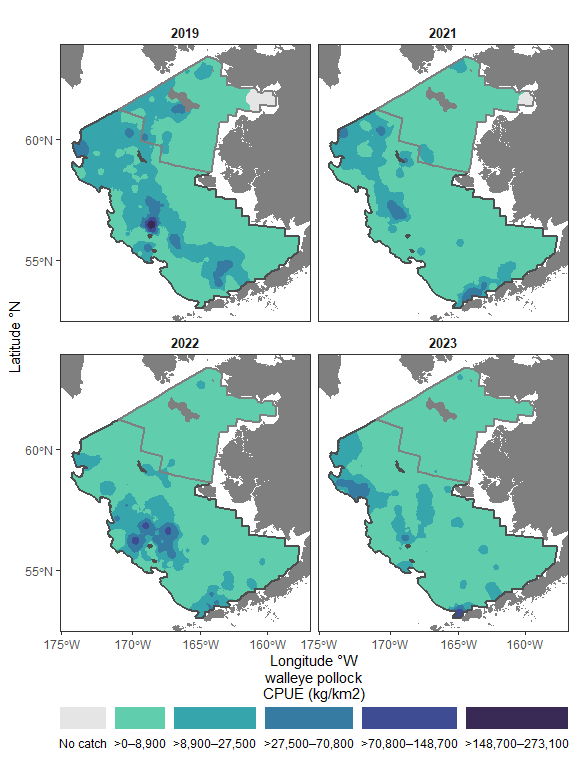 2019
2021
60°N
55°N
2022
2023
60°N
55°N
Latitude °N
175°W
170°W
165°W
160°W
175°W
170°W
165°W
160°W
Longitude °W
walleye pollock
CPUE (kg/km2)
No catch
>0–8,900
>8,900–27,500
>27,500–70,800
>70,800–148,700
>148,700–273,100